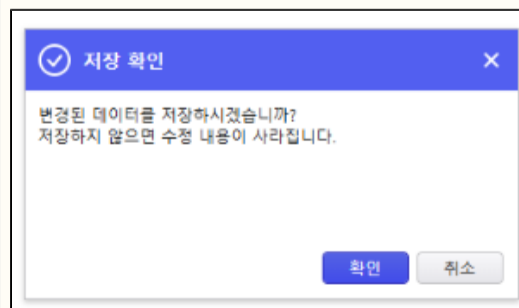 저장 확인
변경된 데이터를 저장하시겠습니까?
저장하지 않으면 수정 내용이 사라집니다.
확인
취소